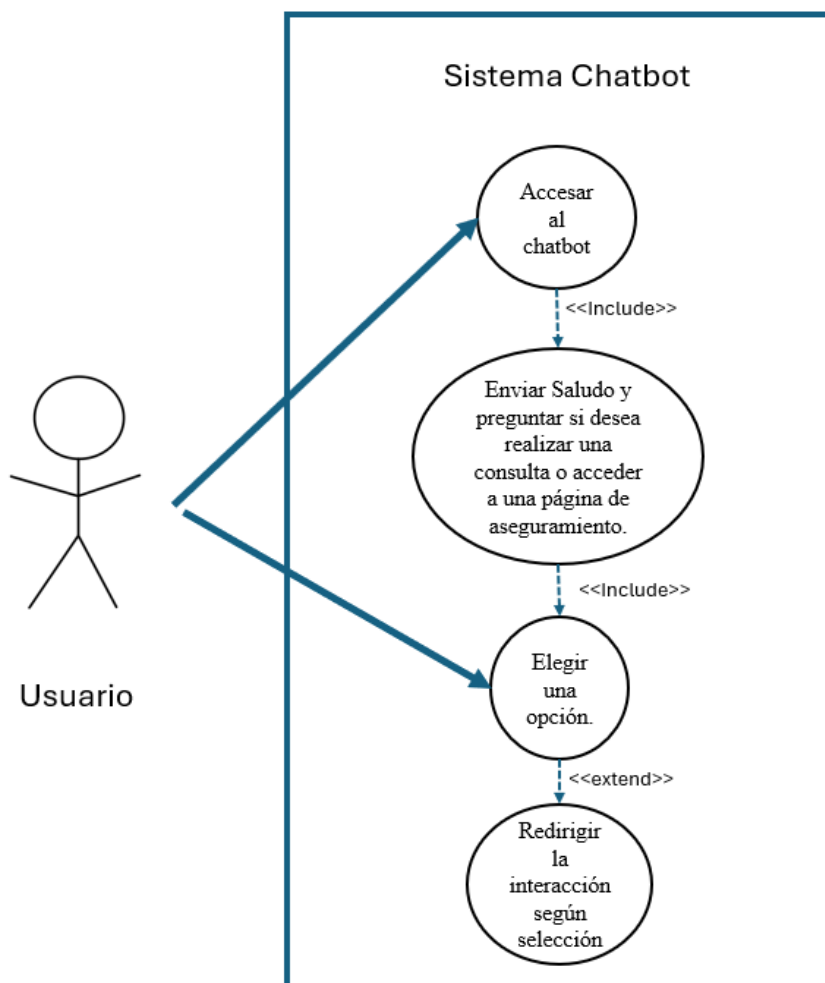 Sistema Chatbot
Accesar
al
chatbot
<<Include>>
Enviar Saludo y
preguntar si desea
realizar una
consulta o acceder
a una página de
aseguramiento.
<<Include>>
Elegir
una
opción.
Usuario
<<extend>>
Redirigir
la
interacción
según
selección